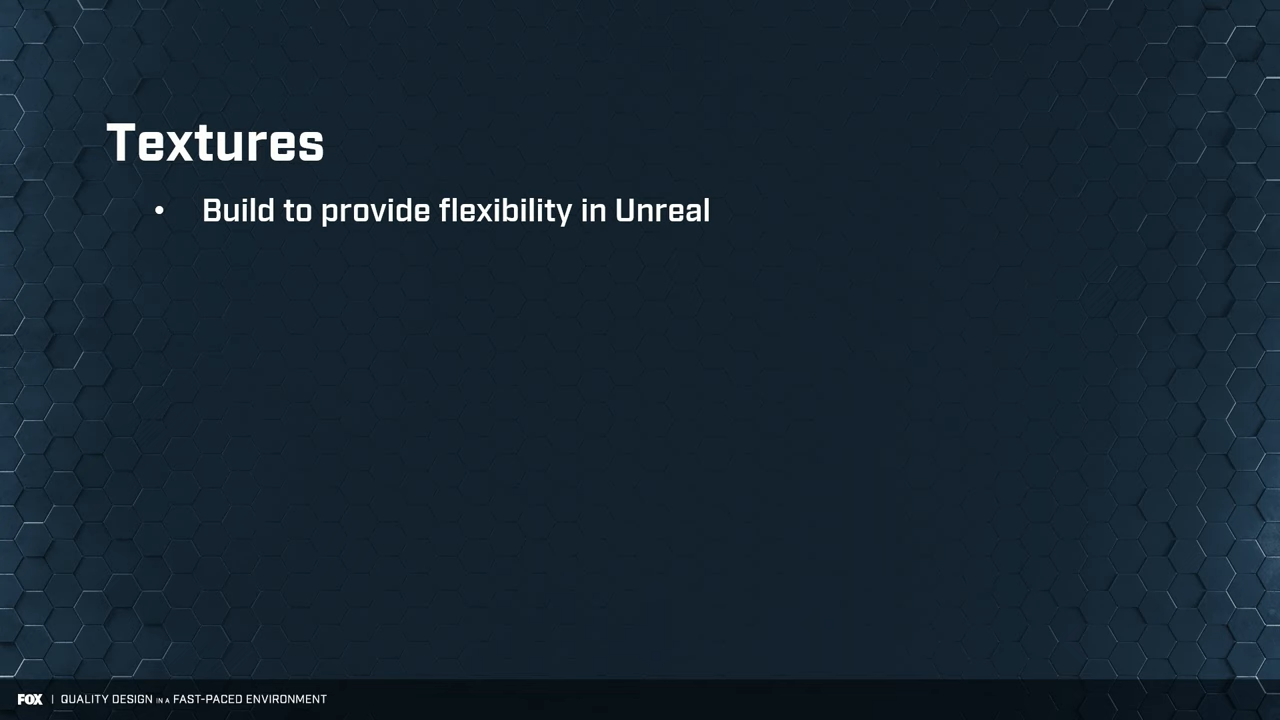 Textures
• Build to provide flexibility in Unreal
FOX | QUALITY DESIGN IN A FAST-PACED ENVIRONMENT